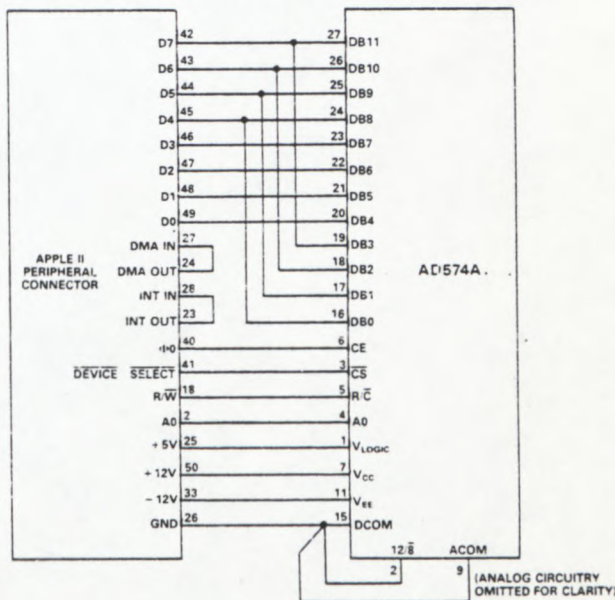 D7 42 27 DB11
D6 43 26 DB10
D5 44 25 DB9
D4 45 24 DB8
D3 46 23 DB7
D2 47 22 DB6
D1 48 21 DB5
D0 49 20 DB4
DMA IN 27 19 DB3
DMA OUT 24 18 DB2
INT IN 28 17 DB1
INT OUT 23 16 DB0
APPLE II
PERIPHERAL
CONNECTOR
AD574A
Φ0 40 6 CE
DEVICE SELECT 41 3 CS
R/W 18 5 R/C
A0 2 4 A0
+5V 25 1 VLOGIC
+12V 50 7 VCC
−12V 33 11 VEE
GND 26 15 DCOM
12/8 ACOM
2 9
(ANALOG CIRCUITRY
OMITTED FOR CLARITY)